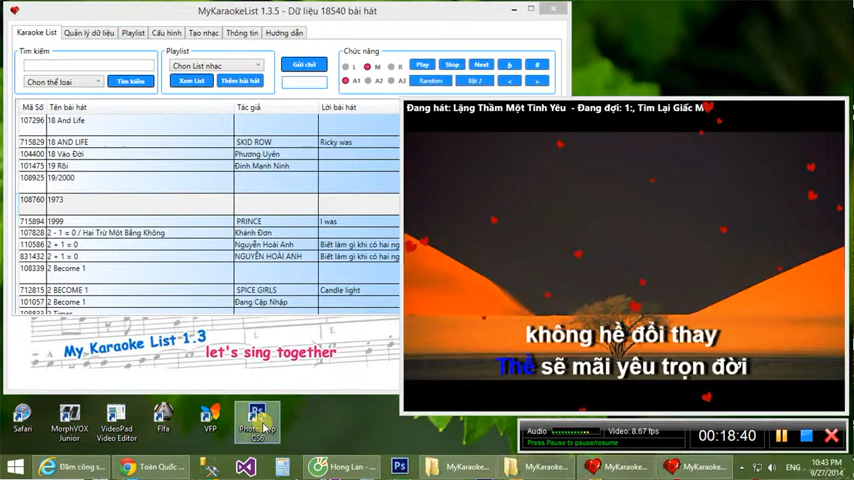 MyKaraokeList 1.3.5 - Dữ liệu 18540 bài hát
Karaoke List Quản lý dữ liệu Playlist Cấu hình Tạo nhạc Thông tin Hướng dẫn
Tìm kiếm Playlist Chức năng
Chọn List nhạc Gửi chữ L M R Play Stop Next b #
Chọn thể loại Tìm kiếm Xem List Thêm bài hát A1 A2 A3 Random Bật ♪ < >
Mã Số Tên bài hát Tác giả Lời bài hát
107296 18 And Life
715829 18 AND LIFE SKID ROW Ricky was
104400 18 Vào Đời Phương Uyên
101475 19 Rồi Đinh Mạnh Ninh
108925 19/2000
108760 1973
715894 1999 PRINCE I was
107828 2 - 1 = 0 / Hai Trừ Một Bằng Không Khánh Đơn
110586 2 + 1 = 0 Nguyễn Hoài Anh Biết làm gì khi có hai ng
831432 2 + 1 = 0 NGUYỄN HOÀI ANH Biết làm gì khi có hai ng
108339 2 Become 1
712815 2 BECOME 1 SPICE GIRLS Candle light
101057 2 Become 1 Đang Cập Nhập
108833 2 Times
Đang hát: Lặng Thầm Một Tình Yêu - Đang đợi: 1:, Tìm Lại Giấc M
không hề đổi thay
Thề sẽ mãi yêu trọn đời
My Karaoke List 1.3
let's sing together
Safari
MorphVOX Junior
VideoPad Video Editor
FIfa
VFP
Photoshop CS6
Audio Video: 8.67 fps
Press Pause to pause/resume
00:18:40
Đầm công s...
Toàn Quốc ...
Hong Lan - ...
MyKaraoke...
MyKaraoke...
MyKaraoke...
MyKaraoke...
ENG
10:43 PM
9/27/2014